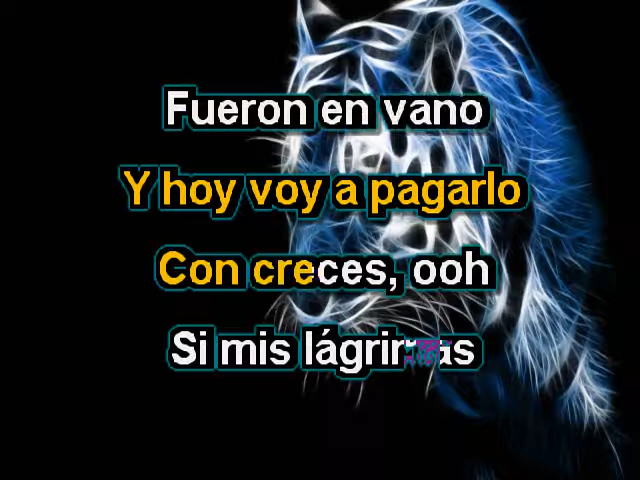 Fueron en vano
Y hoy voy a pagarlo
Con creces, ooh
Si mis lágrimas